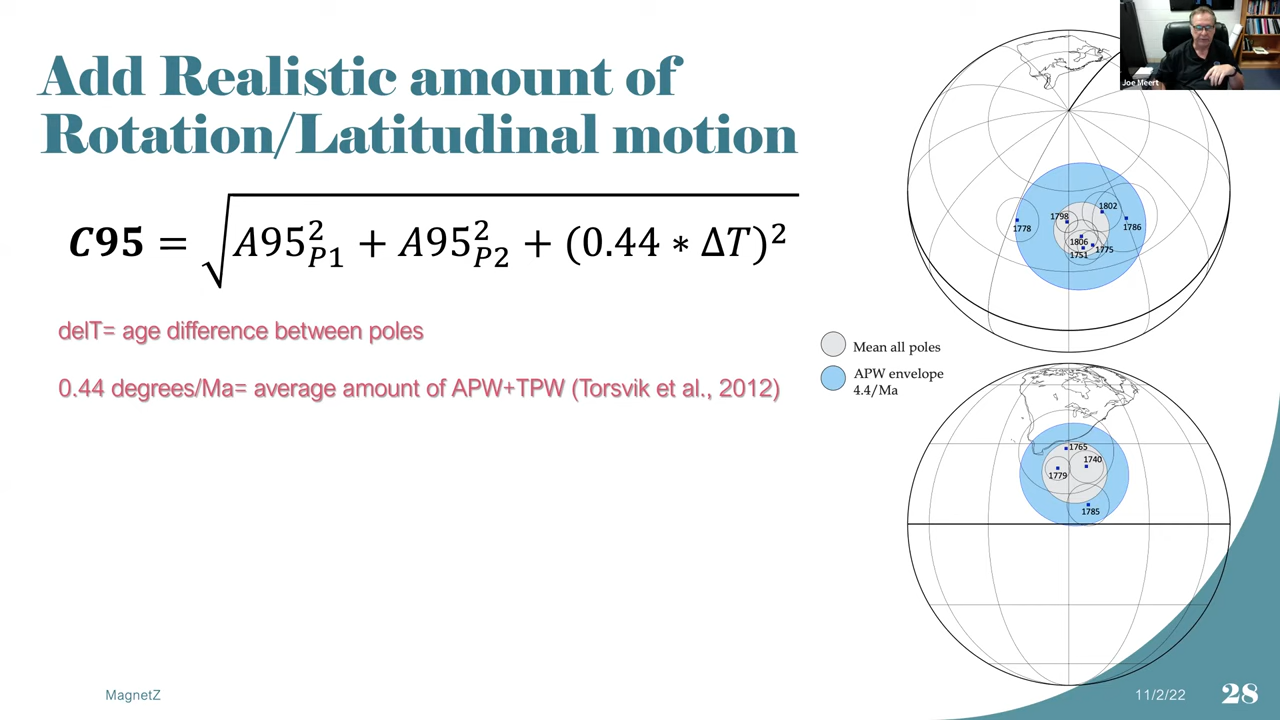 Add Realistic amount of
Rotation/Latitudinal motion
C95 = √(A95²_P1 + A95²_P2 + (0.44 * ΔT)²)
delT= age difference between poles
0.44 degrees/Ma= average amount of APW+TPW (Torsvik et al., 2012)
Joe Meert
1802
1798
1778
1786
1806
1775
1751
Mean all poles
APW envelope
4.4/Ma
1765
1740
1779
1785
MagnetZ
11/2/22
28